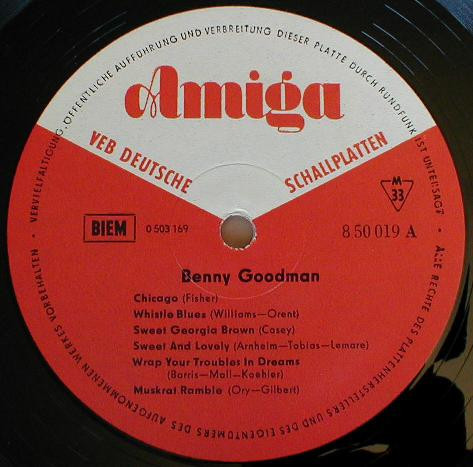 VERVIELFÄLTIGUNG, ÖFFENTLICHE AUFFÜHRUNG UND VERBREITUNG DIESER PLATTE DURCH RUNDFUNK IST UNTERSAGT • ALLE RECHTE DES PLATTENHERSTELLERS UND DES EIGENTÜMERS DES AUFGENOMMENEN WERKES VORBEHALTEN •
Amiga
VEB DEUTSCHE SCHALLPLATTEN
M
33
BIEM 0 503 169 8 50 019 A
Benny Goodman
Chicago (Fisher)
Whistle Blues (Williams—Orent)
Sweet Georgia Brown (Casey)
Sweet And Lovely (Arnheim—Tobias—Lemare)
Wrap Your Troubles In Dreams
(Barris—Moll—Koehler)
Muskrat Ramble (Ory—Gilbert)